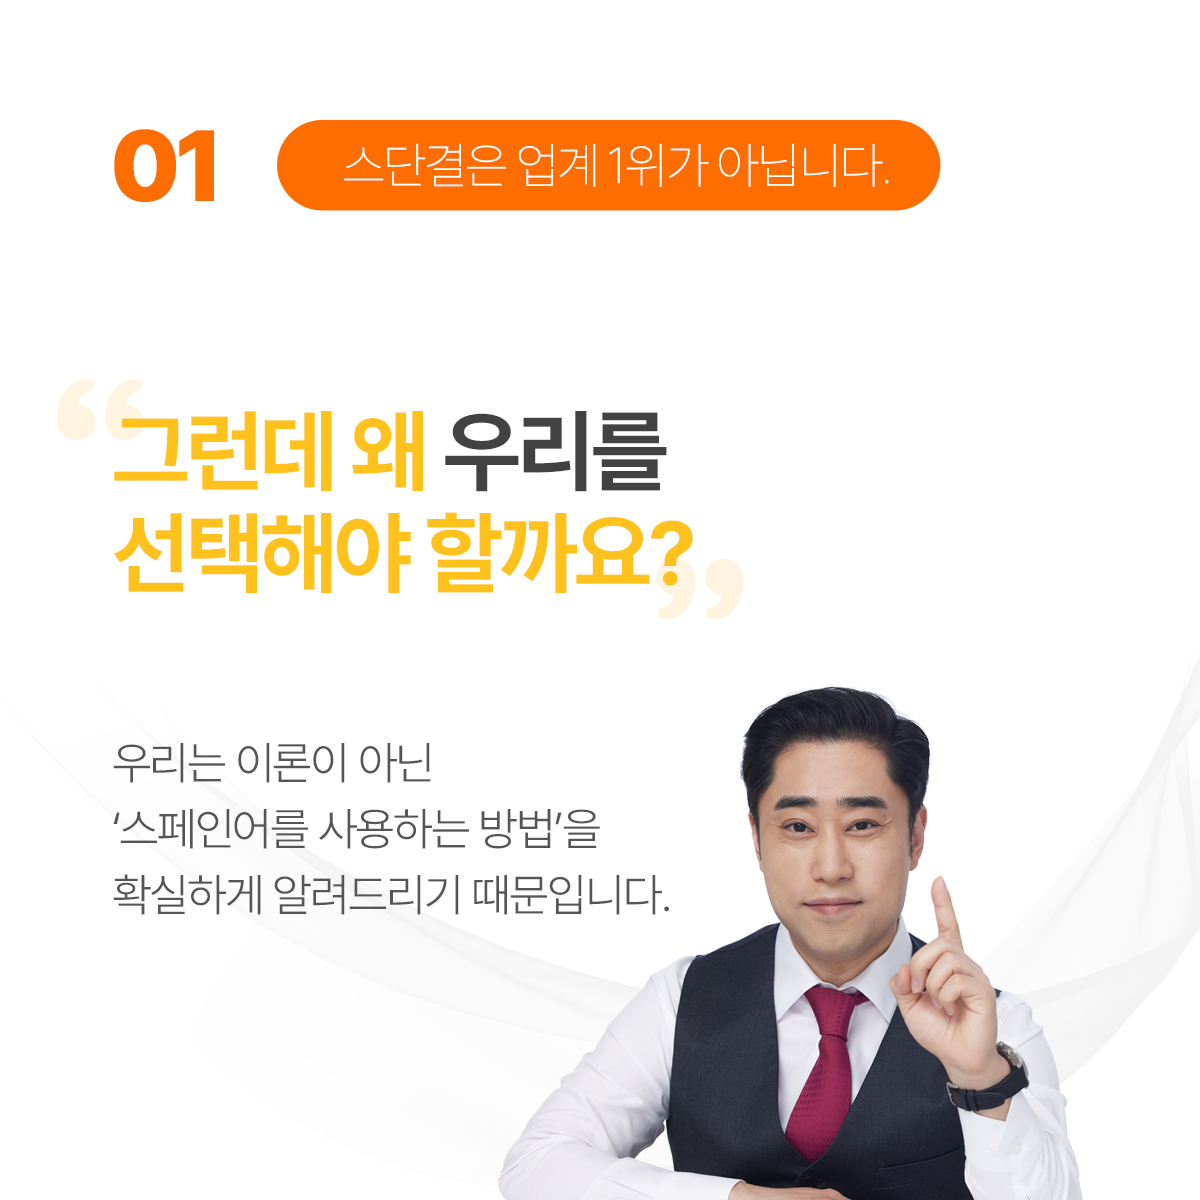 01
스단결은 업계 1위가 아닙니다.
“그런데 왜 우리를
선택해야 할까요?”
우리는 이론이 아닌
‘스페인어를 사용하는 방법’을
확실하게 알려드리기 때문입니다.